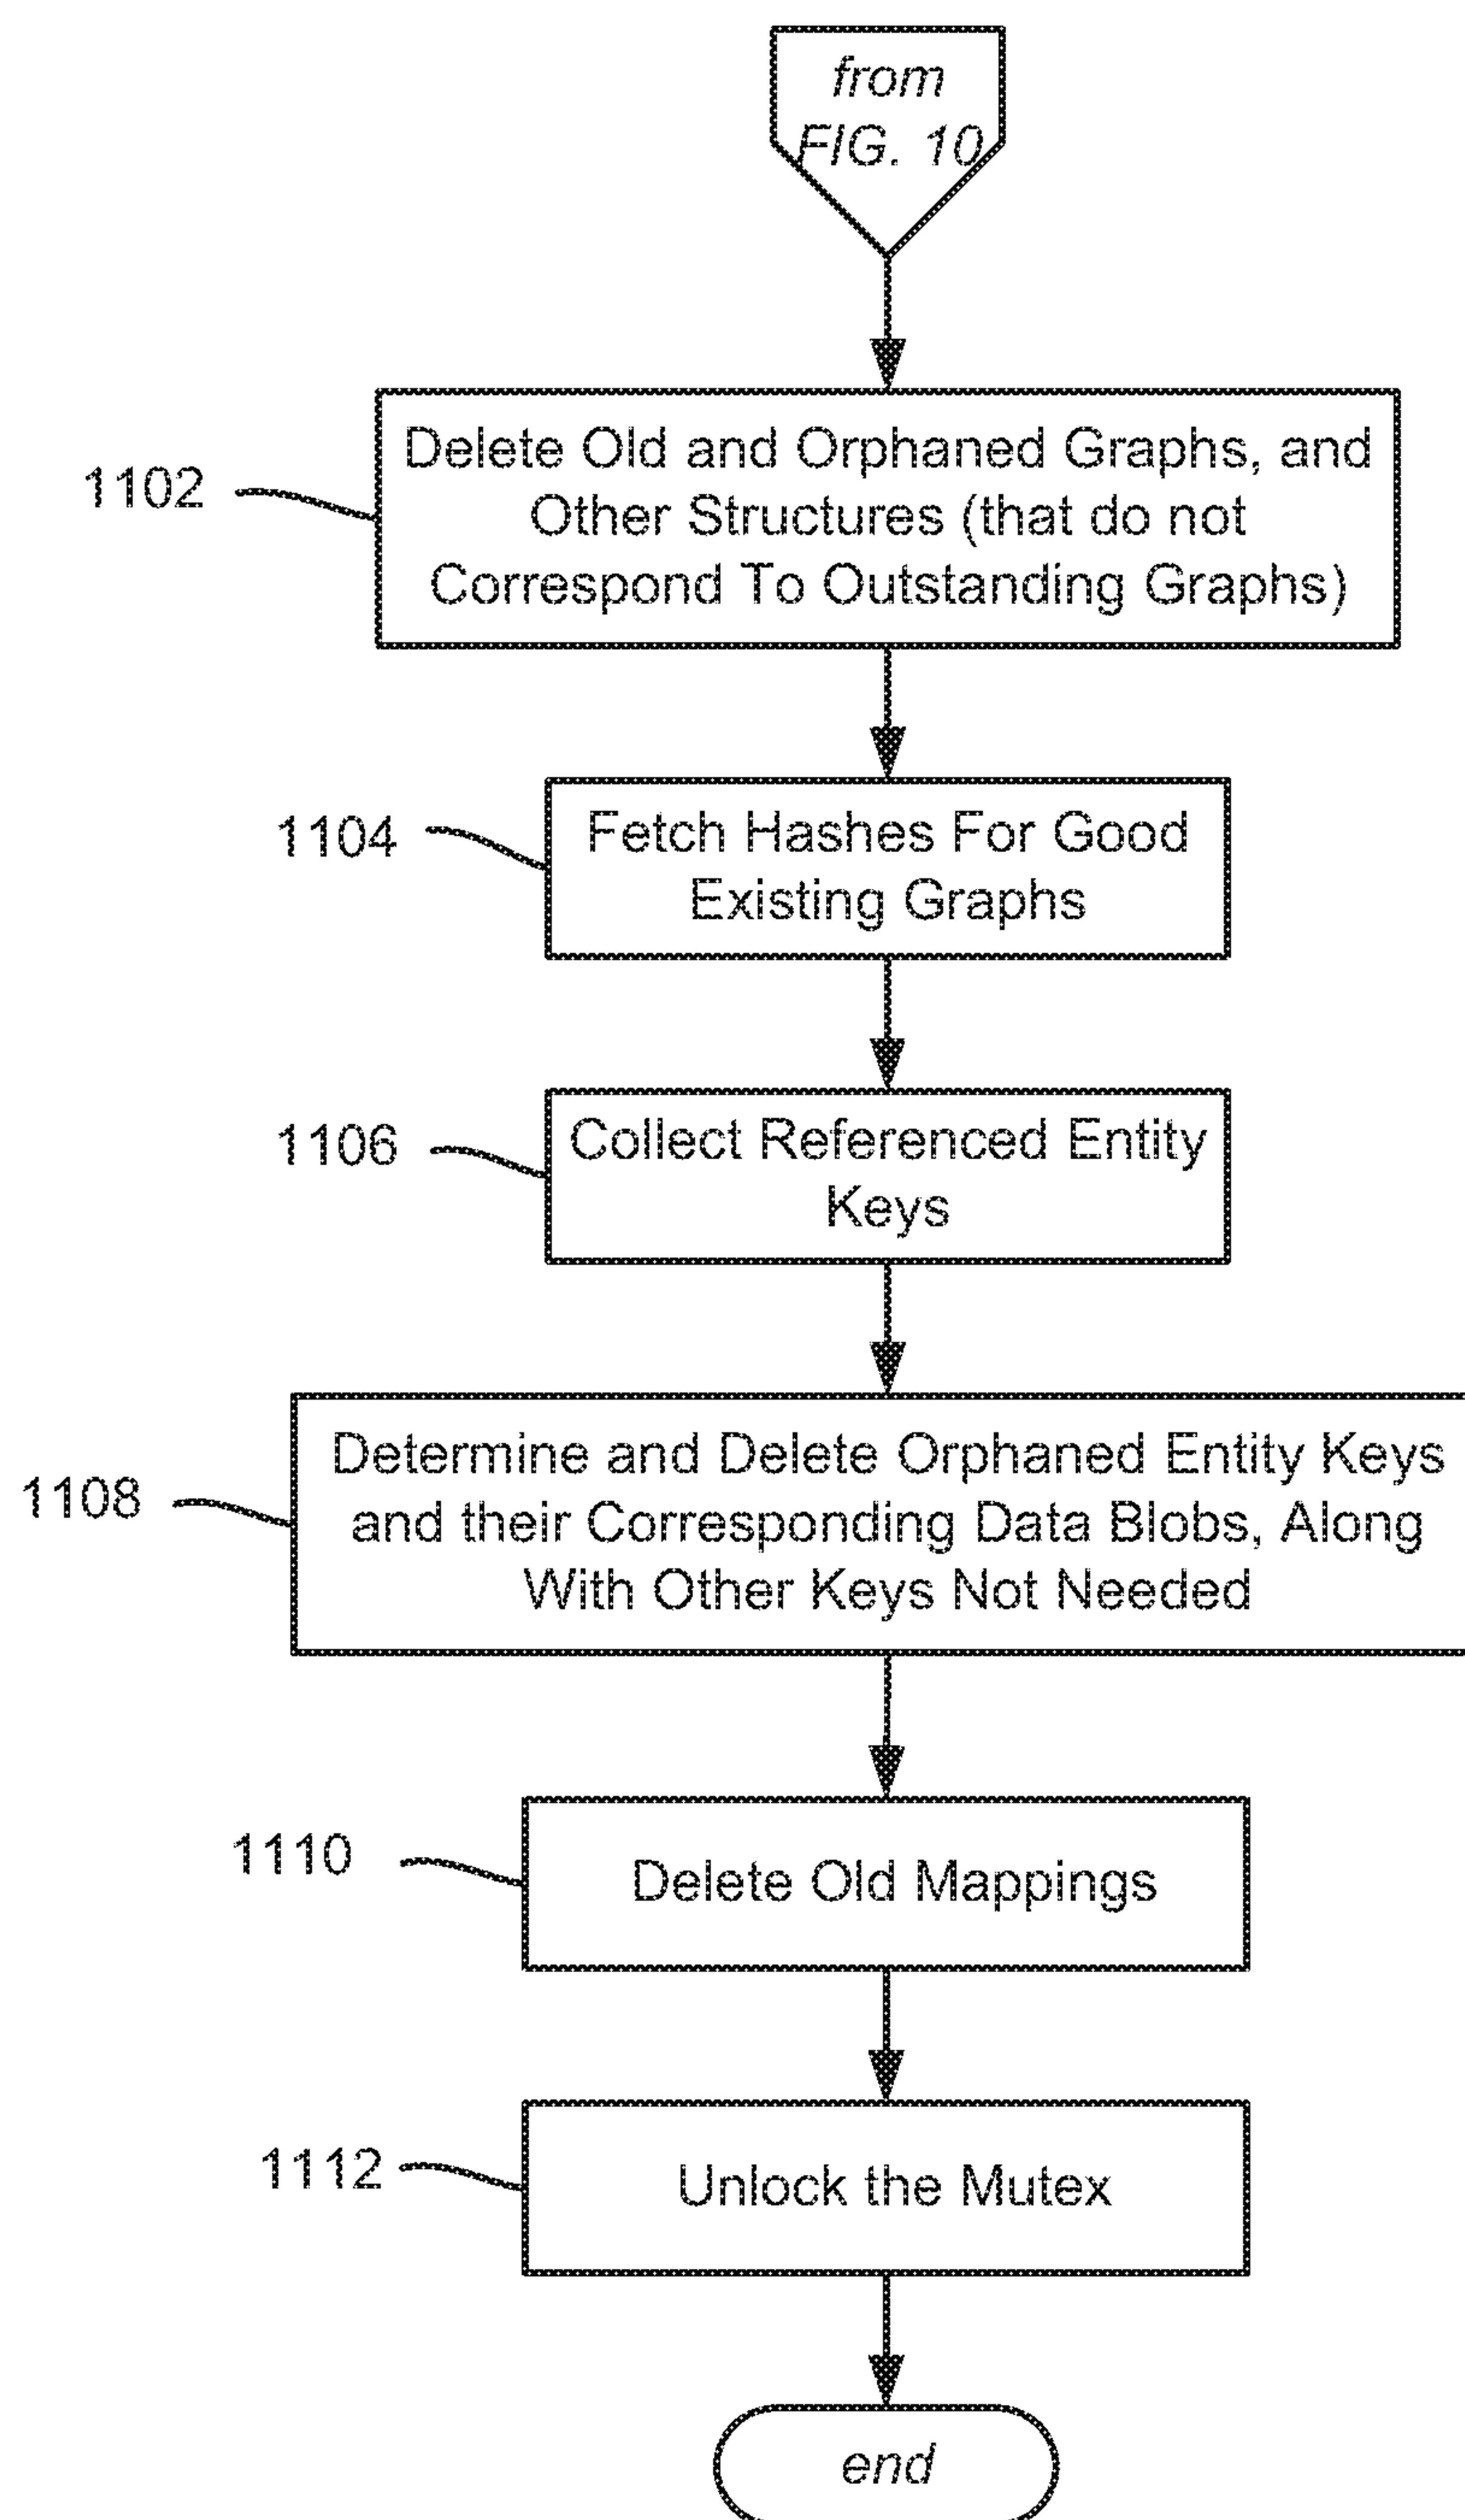 from
FIG. 10
1102
Delete Old and Orphaned Graphs, and
Other Structures (that do not
Correspond To Outstanding Graphs)
1104
Fetch Hashes For Good
Existing Graphs
1106
Collect Referenced Entity
Keys
1108
Determine and Delete Orphaned Entity Keys
and their Corresponding Data Blobs, Along
With Other Keys Not Needed
1110
Delete Old Mappings
1112
Unlock the Mutex
end